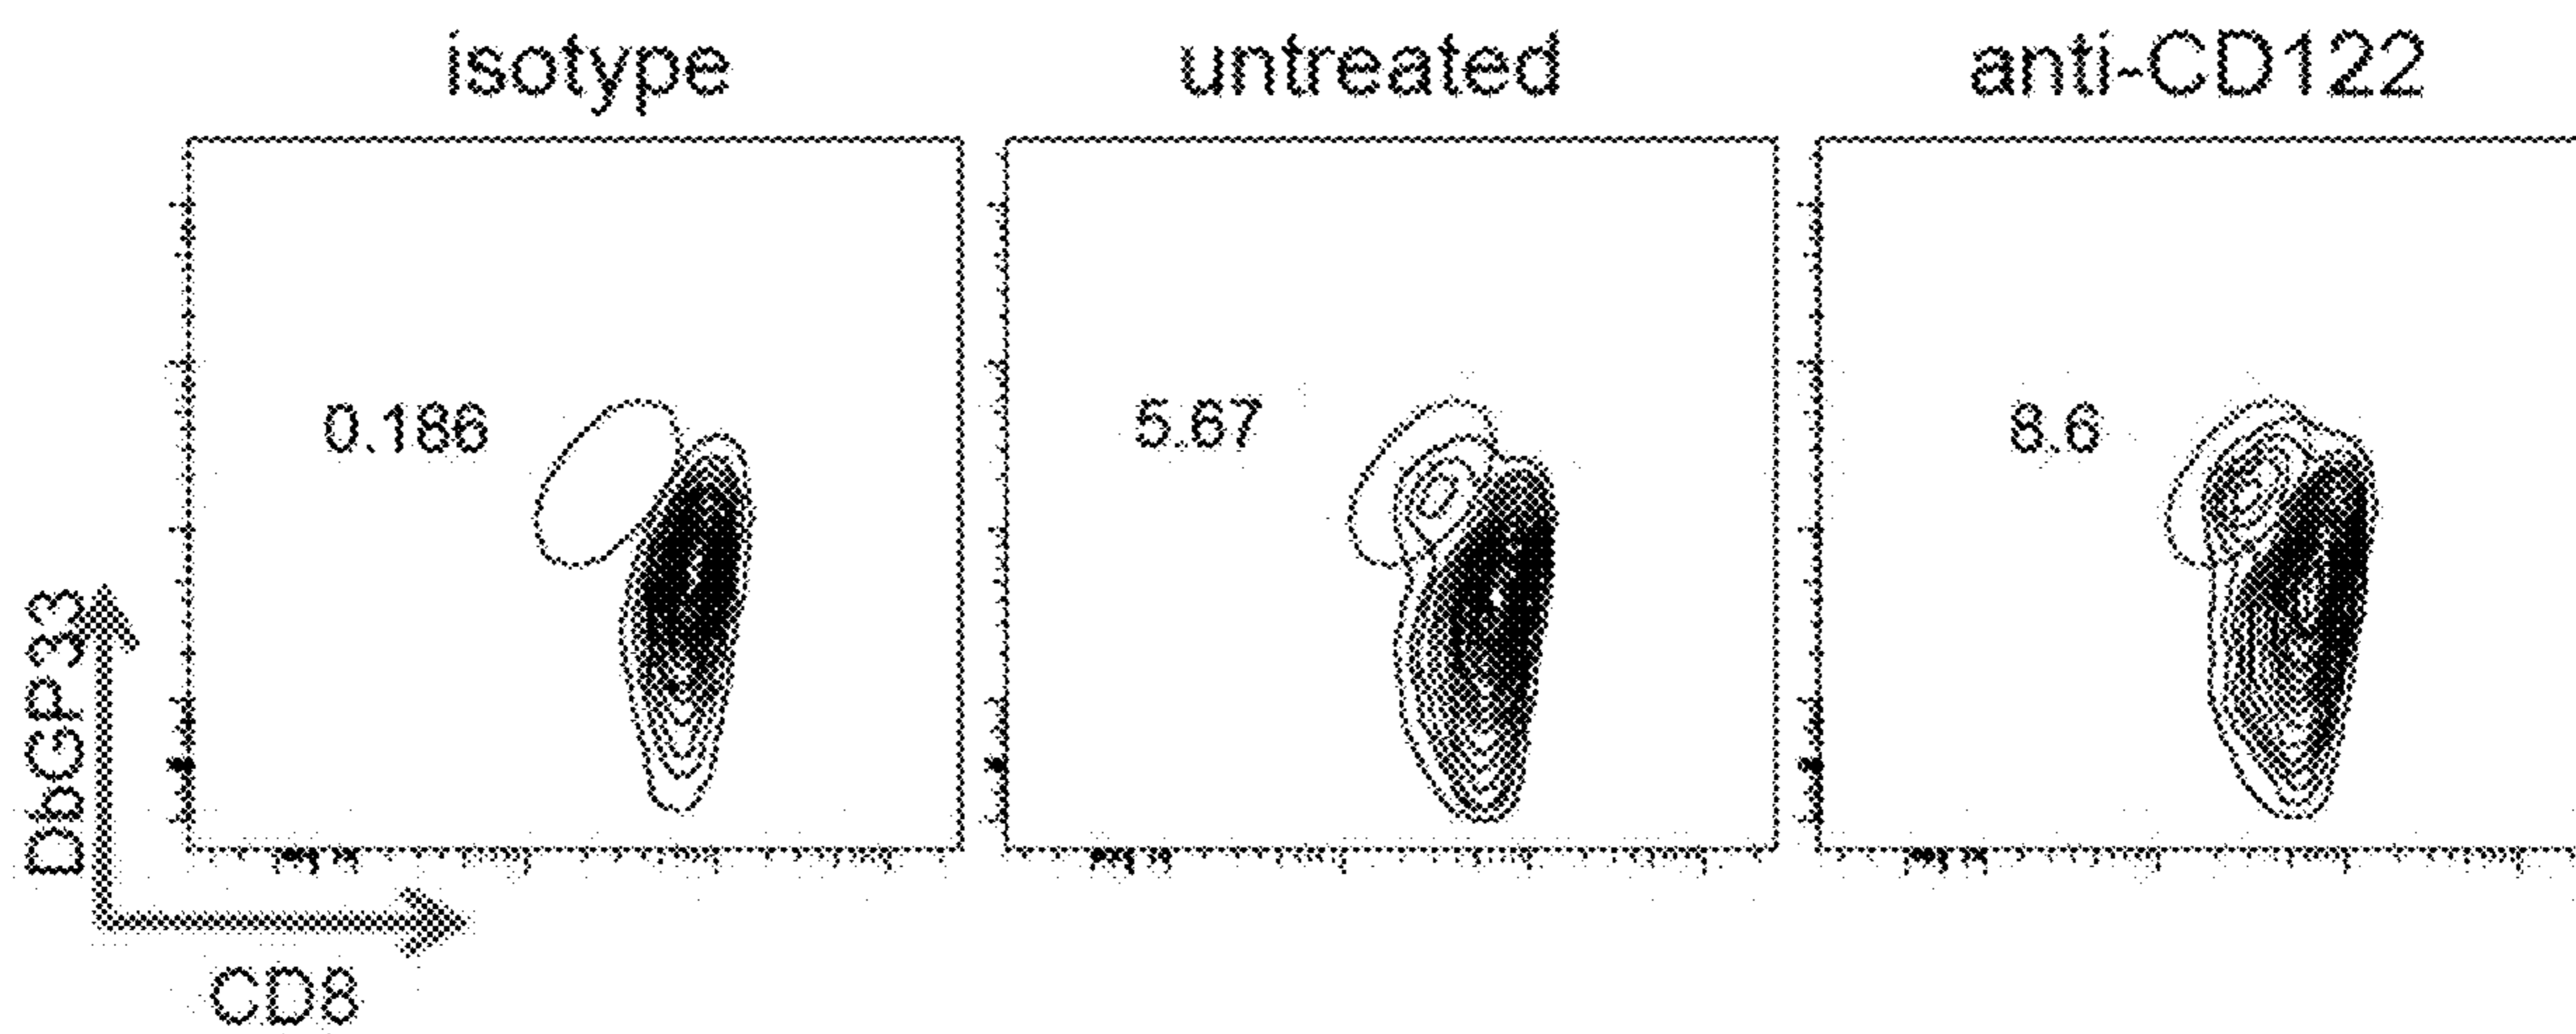 isotype
untreated
anti-CD122
0.186
5.67
8.6
DbGP33
CD8